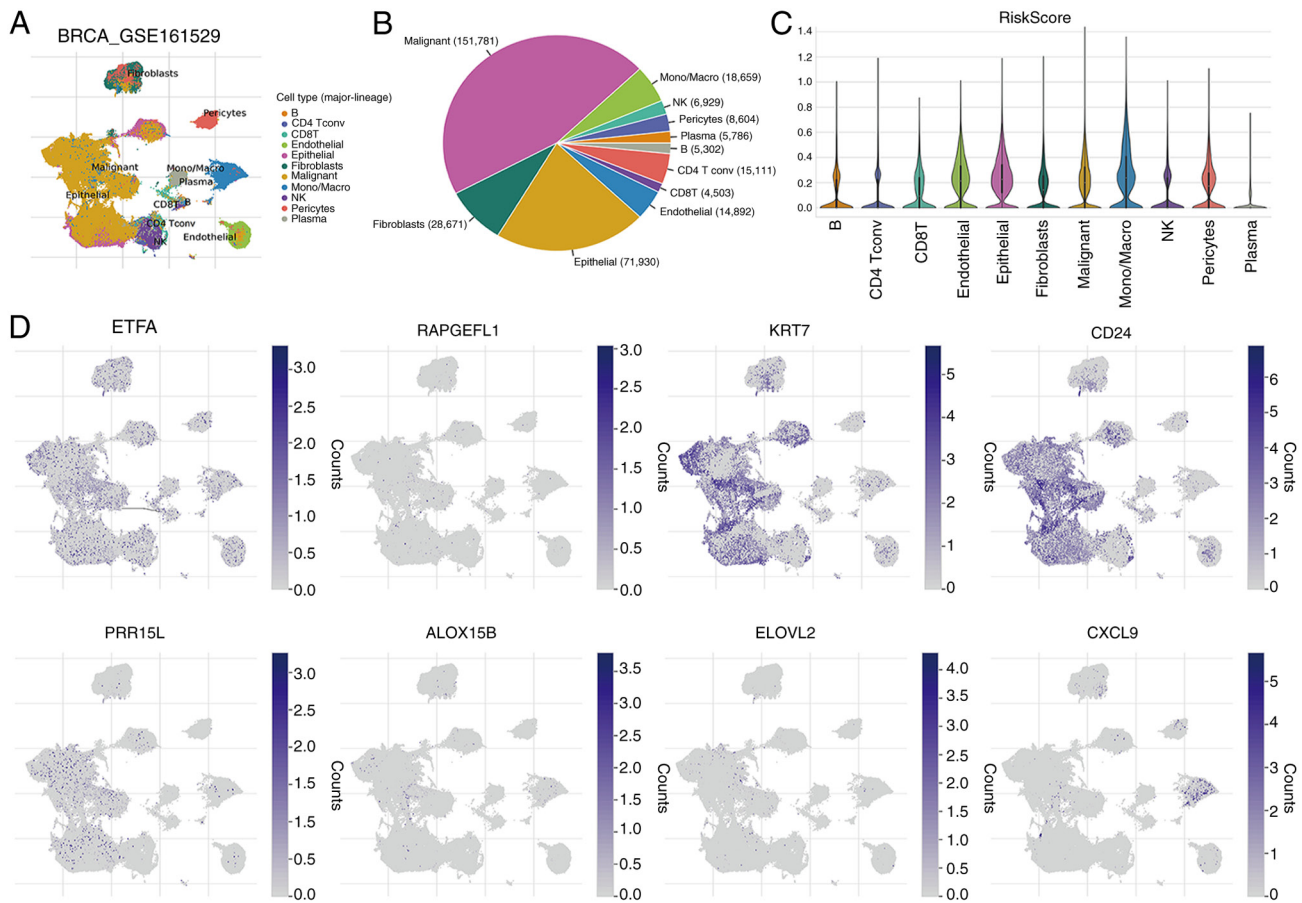 A
BRCA_GSE161529
Fibroblasts
Pericytes
Malignant
Mono/Macro
Plasma
Epithelial
CD8T
B
CD4 Tconv
NK
Endothelial
Cell type (major-lineage)
B
CD4 Tconv
CD8T
Endothelial
Epithelial
Fibroblasts
Malignant
Mono/Macro
NK
Pericytes
Plasma
B
Malignant (151,781)
Mono/Macro (18,659)
NK (6,929)
Pericytes (8,604)
Plasma (5,786)
B (5,302)
CD4 T conv (15,111)
CD8T (4,503)
Endothelial (14,892)
Epithelial (71,930)
Fibroblasts (28,671)
C
RiskScore
1.4
1.2
1.0
0.8
0.6
0.4
0.2
0.0
B
CD4 Tconv
CD8T
Endothelial
Epithelial
Fibroblasts
Malignant
Mono/Macro
NK
Pericytes
Plasma
D
ETFA
3.0
2.5
2.0
1.5
1.0
0.5
0.0
Counts
RAPGEFL1
3.0
2.5
2.0
1.5
1.0
0.5
0.0
Counts
KRT7
5
4
3
2
1
0
Counts
CD24
6
5
4
3
2
1
0
Counts
PRR15L
3.0
2.5
2.0
1.5
1.0
0.5
0.0
Counts
ALOX15B
3.5
3.0
2.5
2.0
1.5
1.0
0.5
0.0
Counts
ELOVL2
4.0
3.5
3.0
2.5
2.0
1.5
1.0
0.5
0.0
Counts
CXCL9
5
4
3
2
1
0
Counts